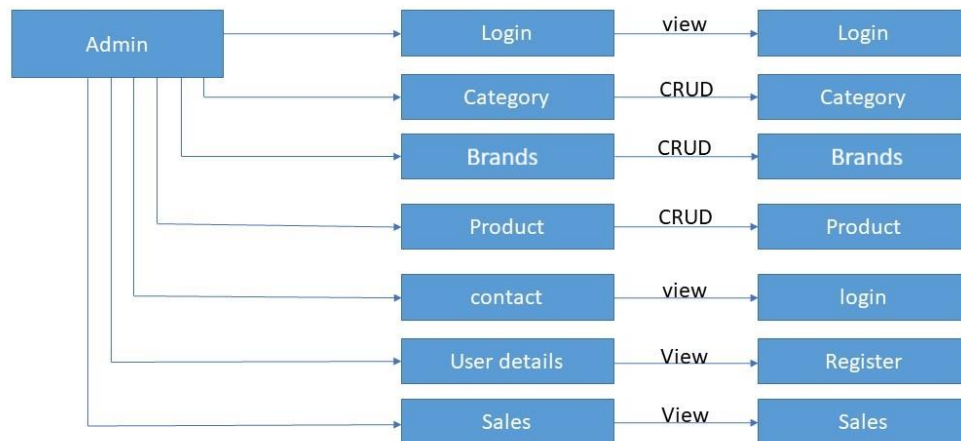 Admin
Login
view
Login
Category
CRUD
Category
Brands
CRUD
Brands
Product
CRUD
Product
contact
view
login
User details
View
Register
Sales
View
Sales